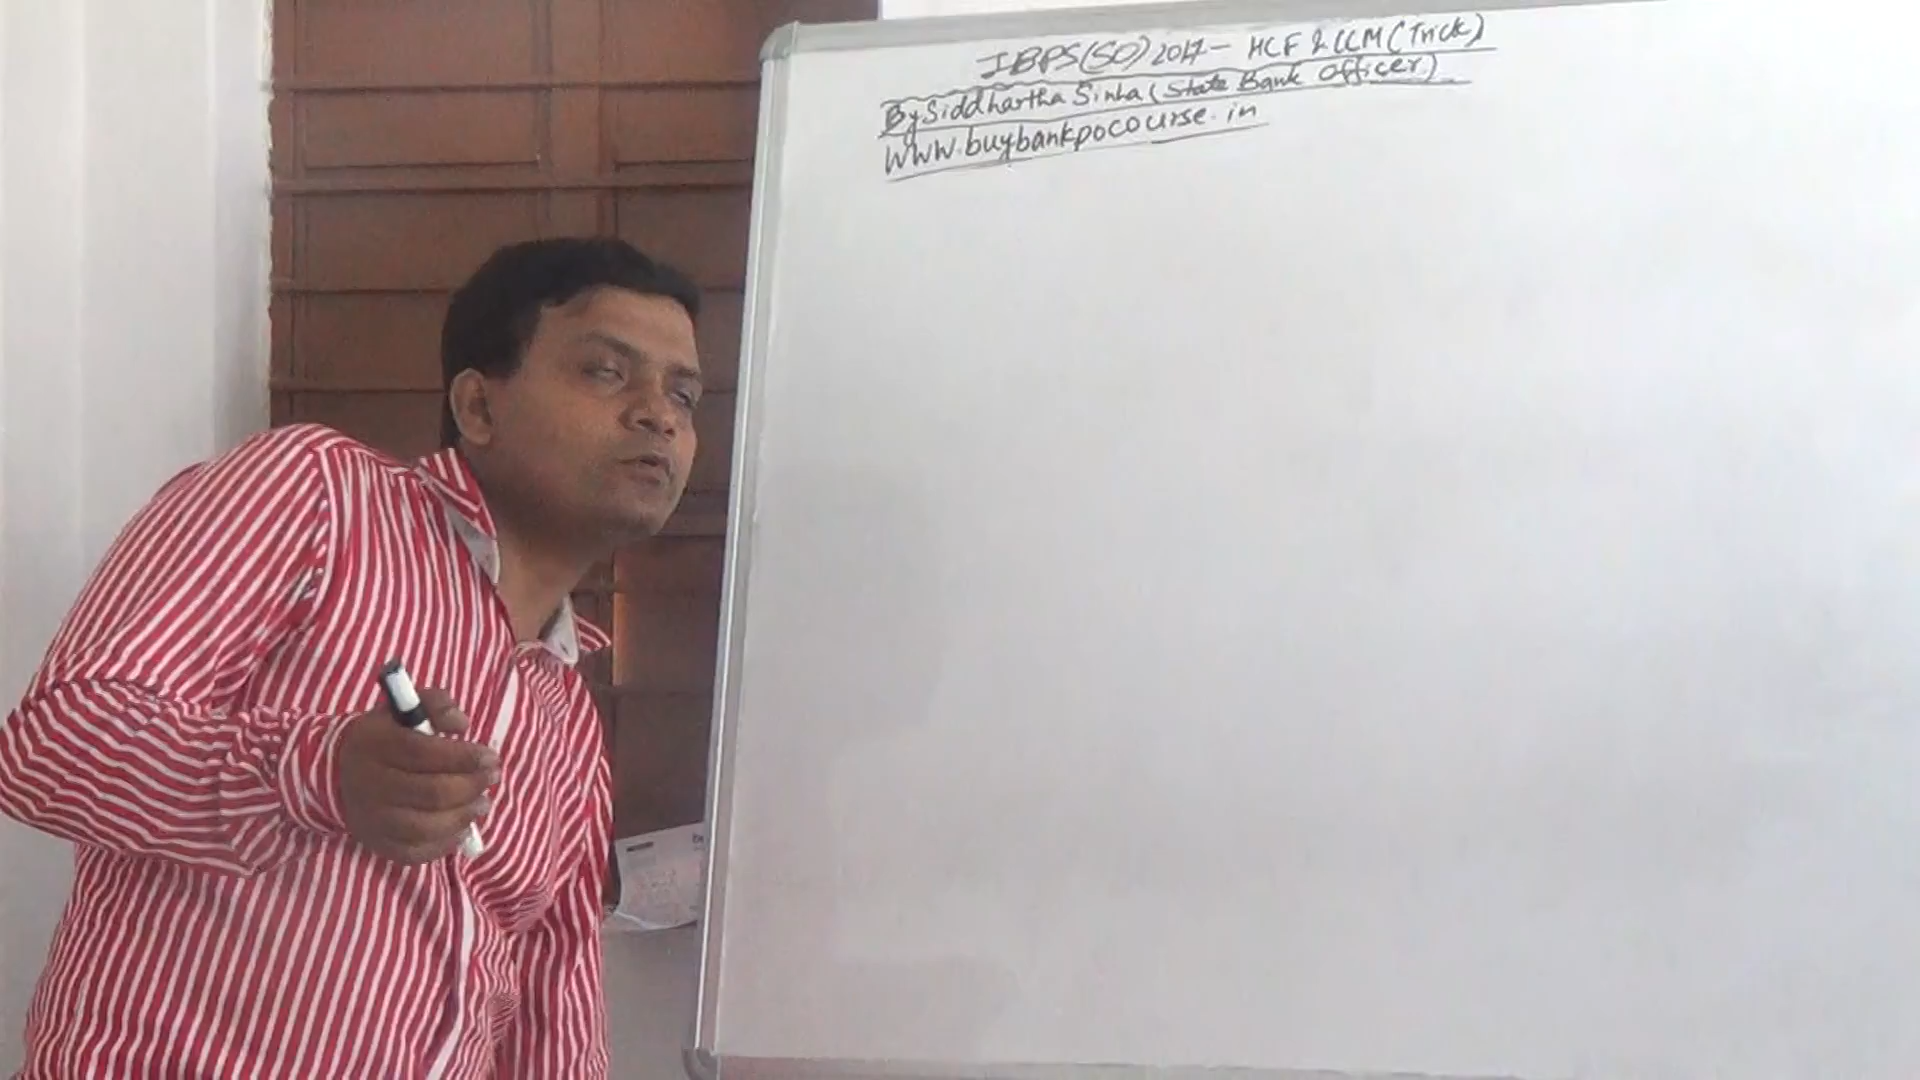 IBPS(SO) 2017- HCF & LCM (Trick)
By Siddhartha Sinha (State Bank Officer)
www.buybankpocourse.in